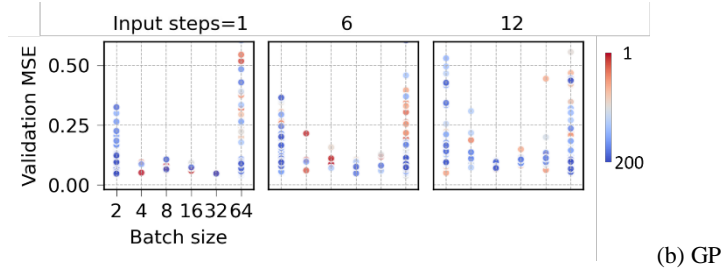 Input steps=1 6 12
0.50
0.25
0.00
Validation MSE
2 4 8 16 32 64
Batch size
1
200
(b) GP